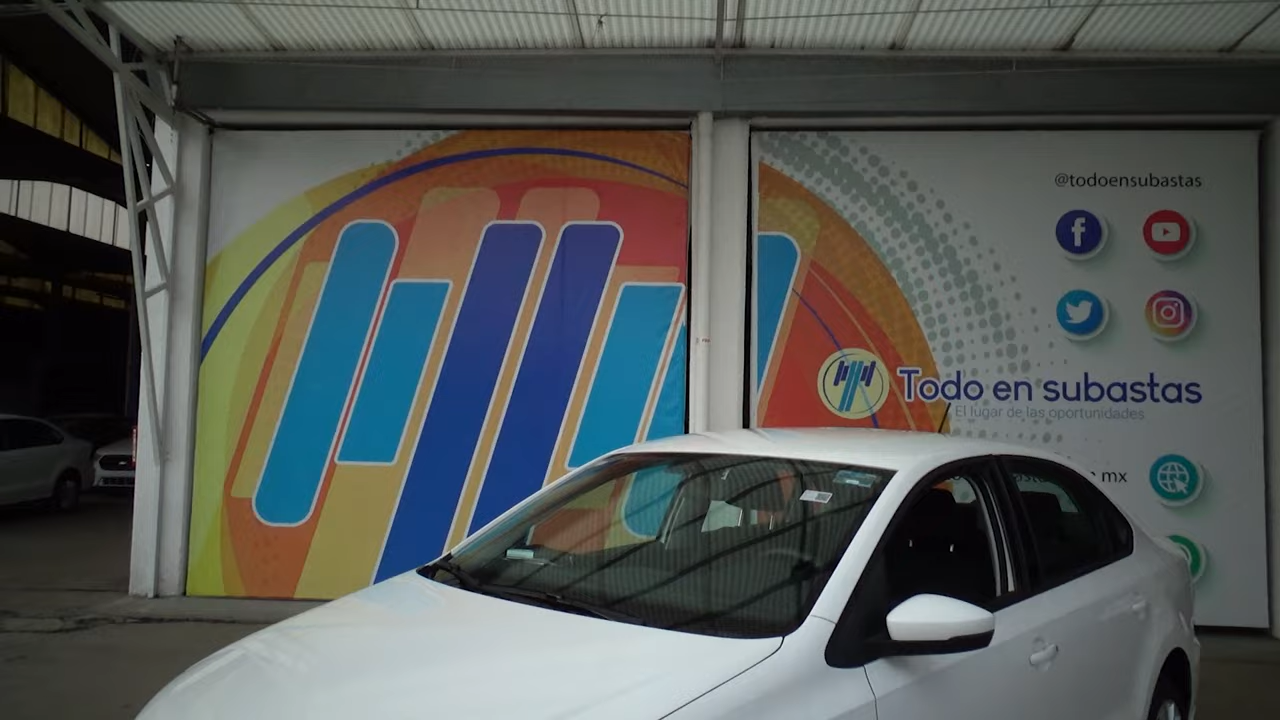 @todoensubastas
Todo en subastas
El lugar de las oportunidades
mx